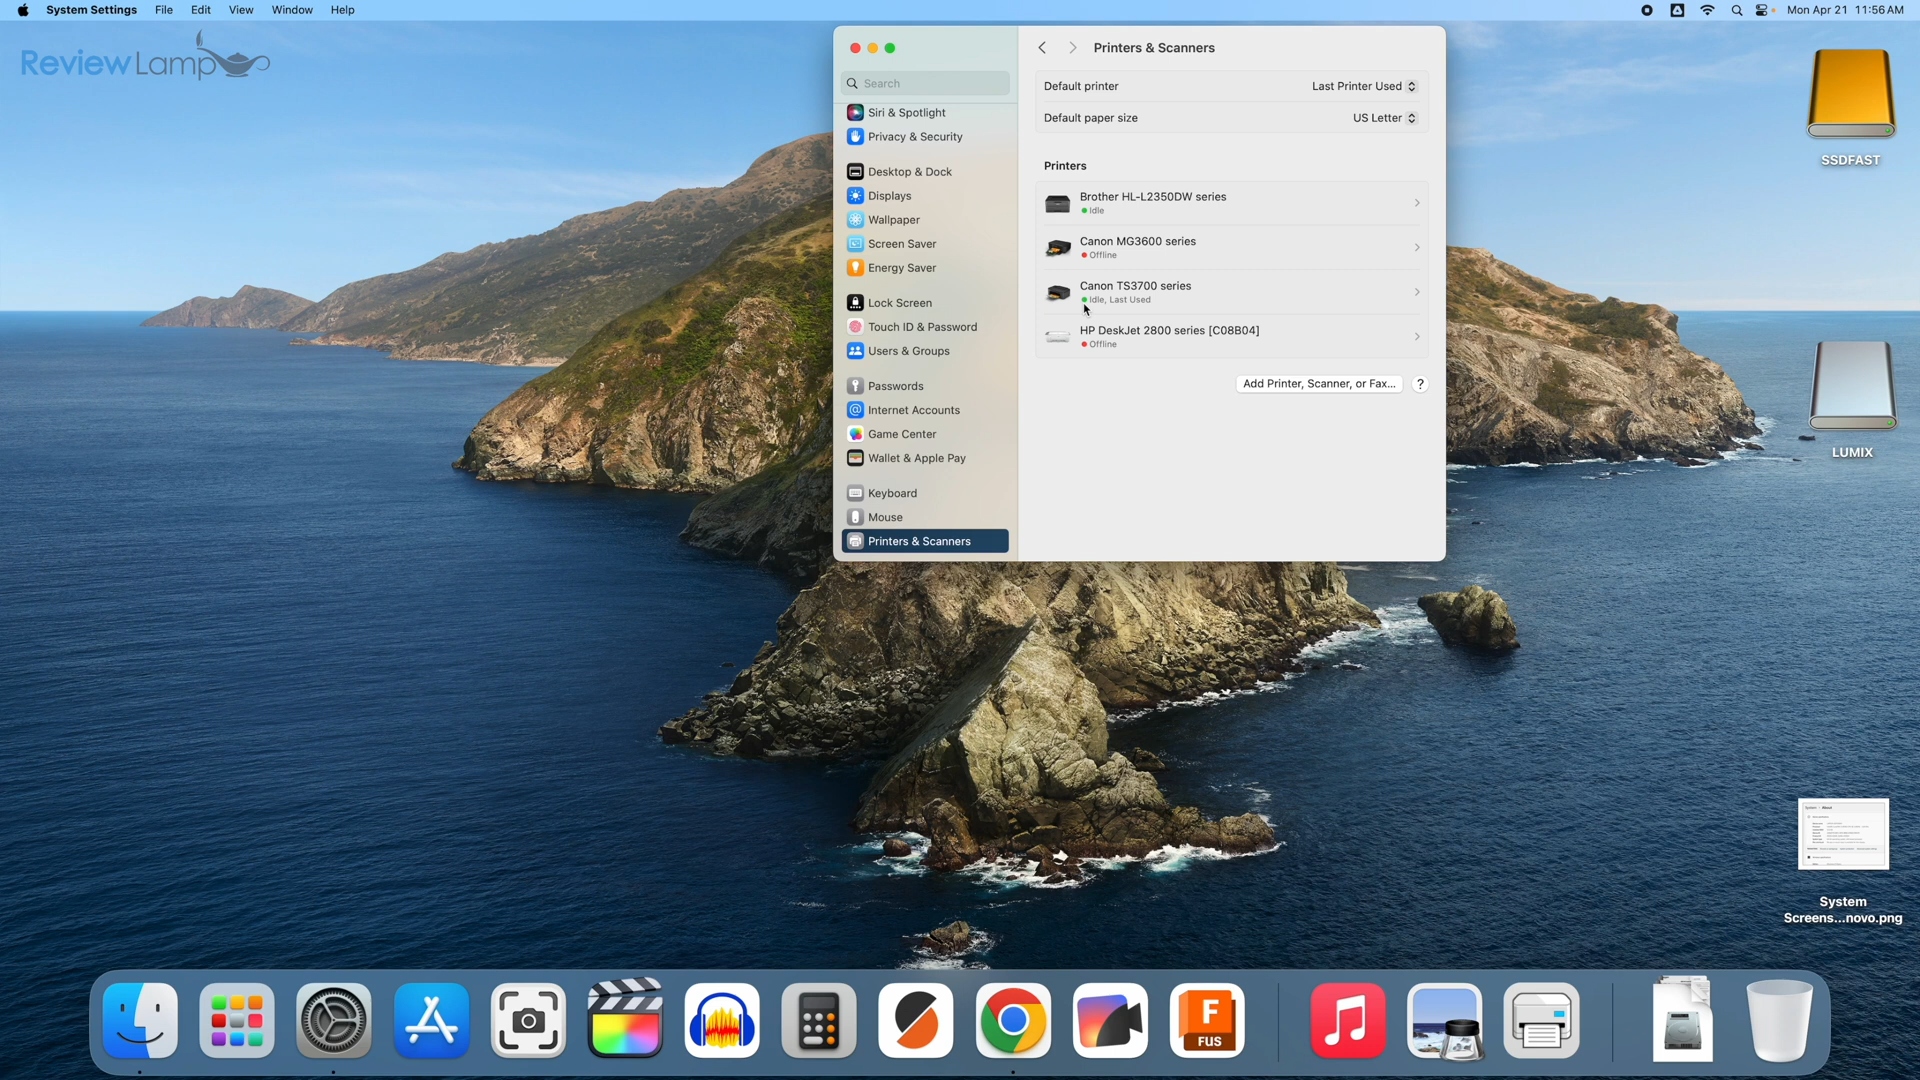 System Settings File Edit View Window Help
Mon Apr 21 11:56 AM
ReviewLamp
Search
Siri & Spotlight
Privacy & Security
Desktop & Dock
Displays
Wallpaper
Screen Saver
Energy Saver
Lock Screen
Touch ID & Password
Users & Groups
Passwords
Internet Accounts
Game Center
Wallet & Apple Pay
Keyboard
Mouse
Printers & Scanners
Printers & Scanners
Default printer Last Printer Used
Default paper size US Letter
Printers
Brother HL-L2350DW series
Idle
Canon MG3600 series
Offline
Canon TS3700 series
Idle, Last Used
HP DeskJet 2800 series [C08B04]
Offline
Add Printer, Scanner, or Fax... ?
SSDFAST
LUMIX
System
Screens...novo.png
F
FUS